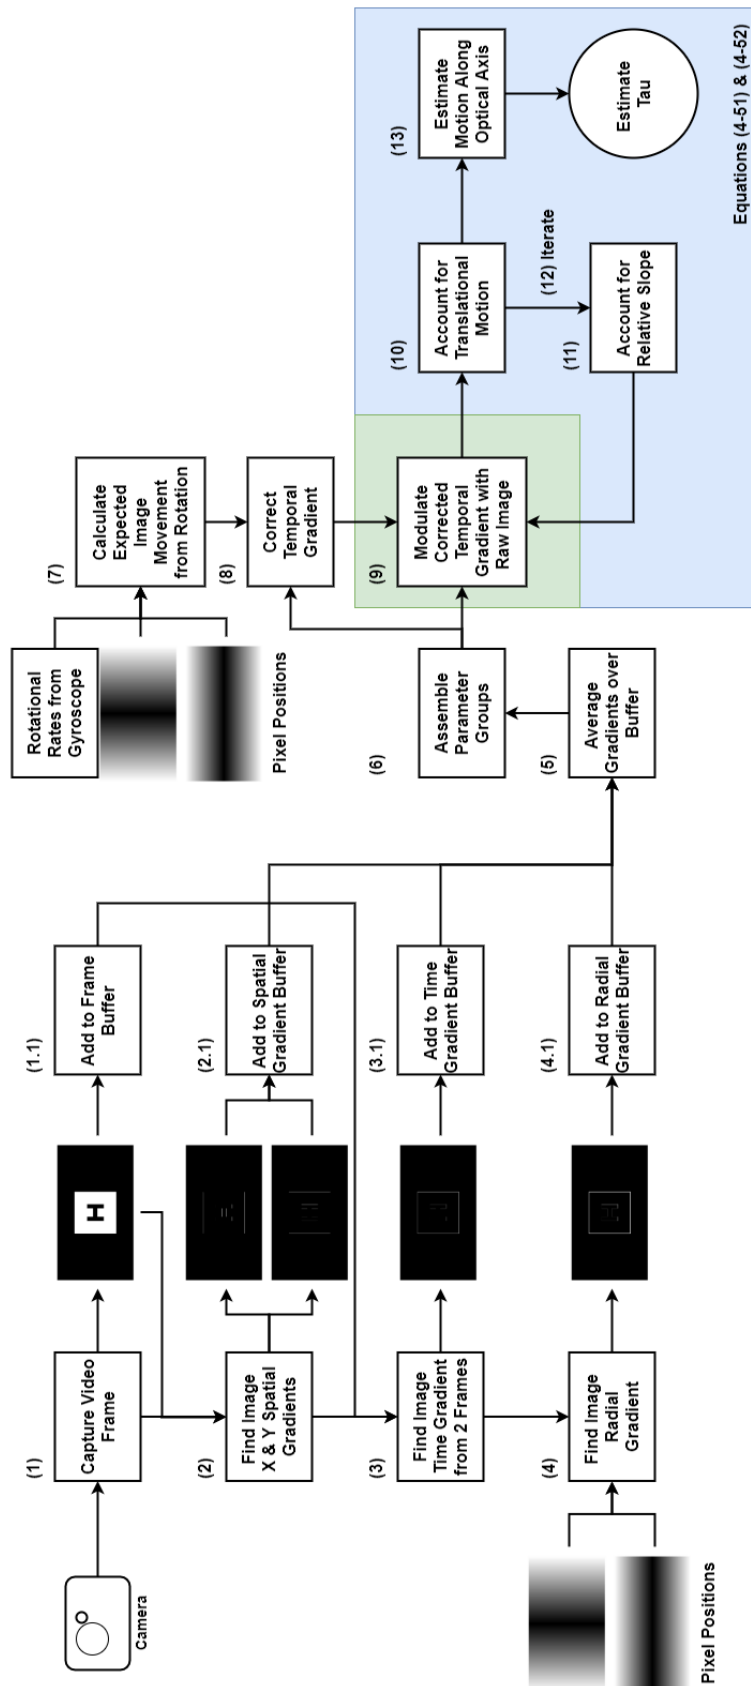 Camera
(1)
Capture Video
Frame
H
(1.1)
Add to Frame
Buffer
(2)
Find Image
X & Y Spatial
Gradients
(2.1)
Add to Spatial
Gradient Buffer
(3)
Find Image
Time Gradient
from 2 Frames
(3.1)
Add to Time
Gradient Buffer
Pixel Positions
(4)
Find Image
Radial
Gradient
H
(4.1)
Add to Radial
Gradient Buffer
(5)
Average
Gradients over
Buffer
(6)
Assemble
Parameter
Groups
Rotational
Rates from
Gyroscope
Pixel Positions
(7)
Calculate
Expected
Image
Movement
from Rotation
(8)
Correct
Temporal
Gradient
(9)
Modulate
Corrected
Temporal
Gradient with
Raw Image
(10)
Account for
Translational
Motion
(12) Iterate
(11)
Account for
Relative Slope
(13)
Estimate
Motion Along
Optical Axis
Estimate
Tau
Equations (4-51) & (4-52)